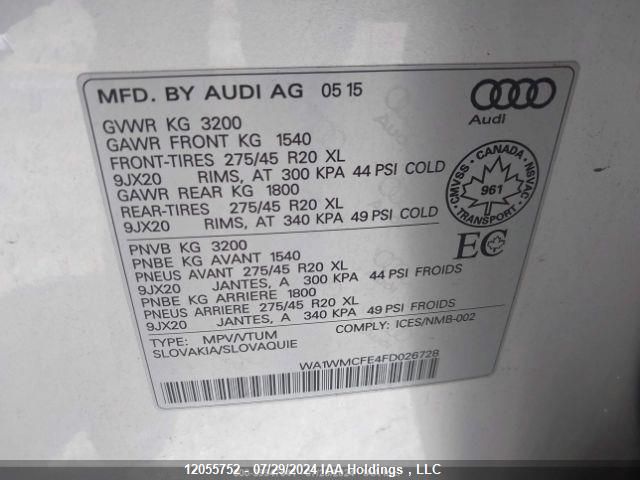 MFD. BY AUDI AG 05 15
Audi
GVWR KG 3200
GAWR FRONT KG 1540
FRONT-TIRES 275/45 R20 XL
9JX20 RIMS, AT 300 KPA 44 PSI COLD
GAWR REAR KG 1800
REAR-TIRES 275/45 R20 XL
9JX20 RIMS, AT 340 KPA 49 PSI COLD
CMVSS - CANADA - NSVAC
961
TRANSPORT
EC
PNVB KG 3200
PNBE KG AVANT 1540
PNEUS AVANT 275/45 R20 XL
9JX20 JANTES, A 300 KPA 44 PSI FROIDS
PNBE KG ARRIERE 1800
PNEUS ARRIERE 275/45 R20 XL
9JX20 JANTES, A 340 KPA 49 PSI FROIDS
TYPE: MPV/VTUM COMPLY: ICES/NMB-002
SLOVAKIA/SLOVAQUIE
WA1WMCFE4FD026728
12055752 - 07/29/2024 IAA Holdings , LLC